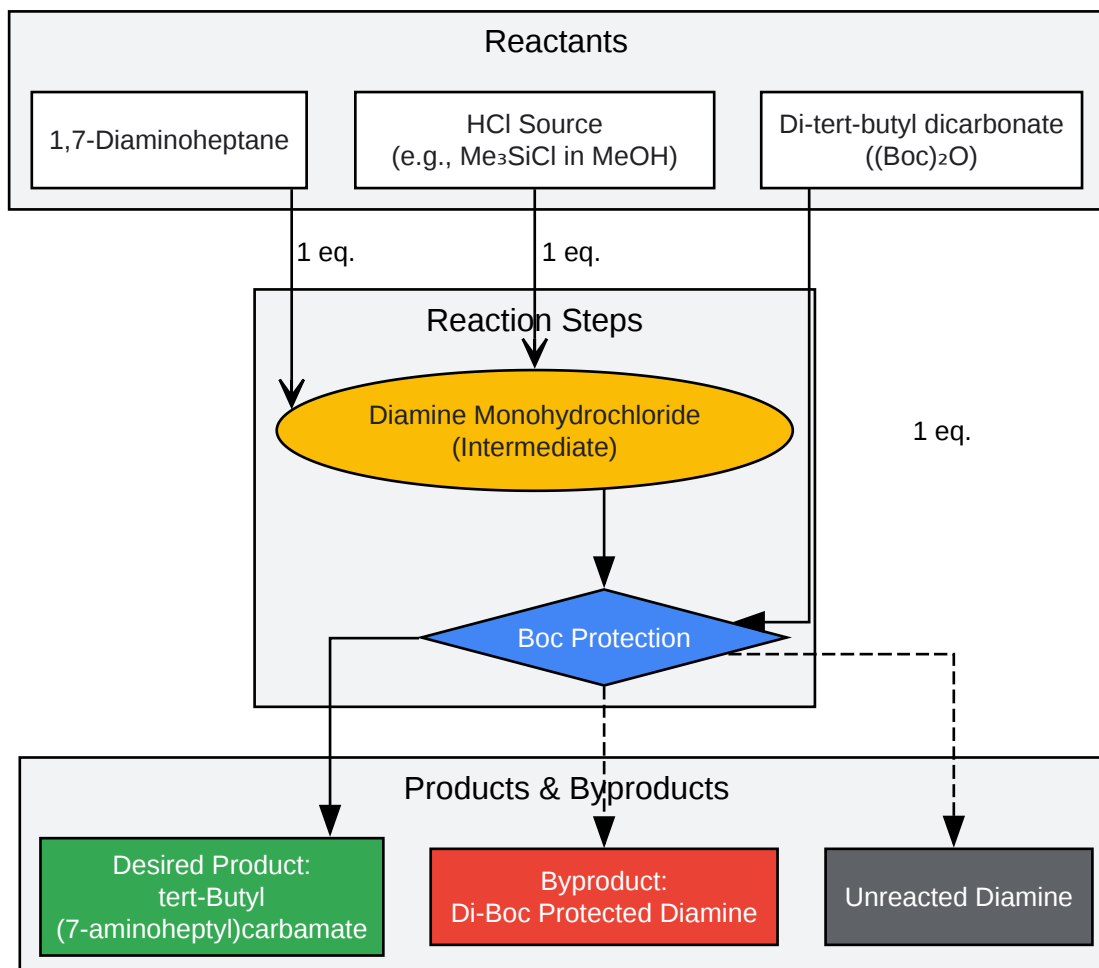 Reactants
1,7-Diaminoheptane
HCl Source
(e.g., Me₃SiCl in MeOH)
Di-tert-butyl dicarbonate
((Boc)₂O)
1 eq.
1 eq.
Reaction Steps
Diamine Monohydrochloride
(Intermediate)
1 eq.
Boc Protection
Products & Byproducts
Desired Product:
tert-Butyl
(7-aminoheptyl)carbamate
Byproduct:
Di-Boc Protected Diamine
Unreacted Diamine